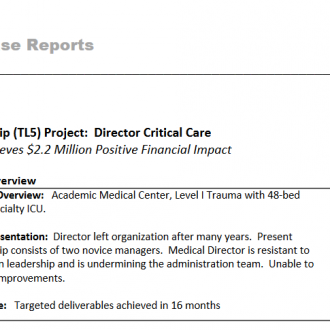 se Reports
ip (TL5) Project: Director Critical Care
eves $2.2 Million Positive Financial Impact
verview
Overview: Academic Medical Center, Level I Trauma with 48-bed
cialty ICU.
sentation: Director left organization after many years. Present
ip consists of two novice managers. Medical Director is resistant to
n leadership and is undermining the administration team. Unable to
mprovements.
e: Targeted deliverables achieved in 16 months